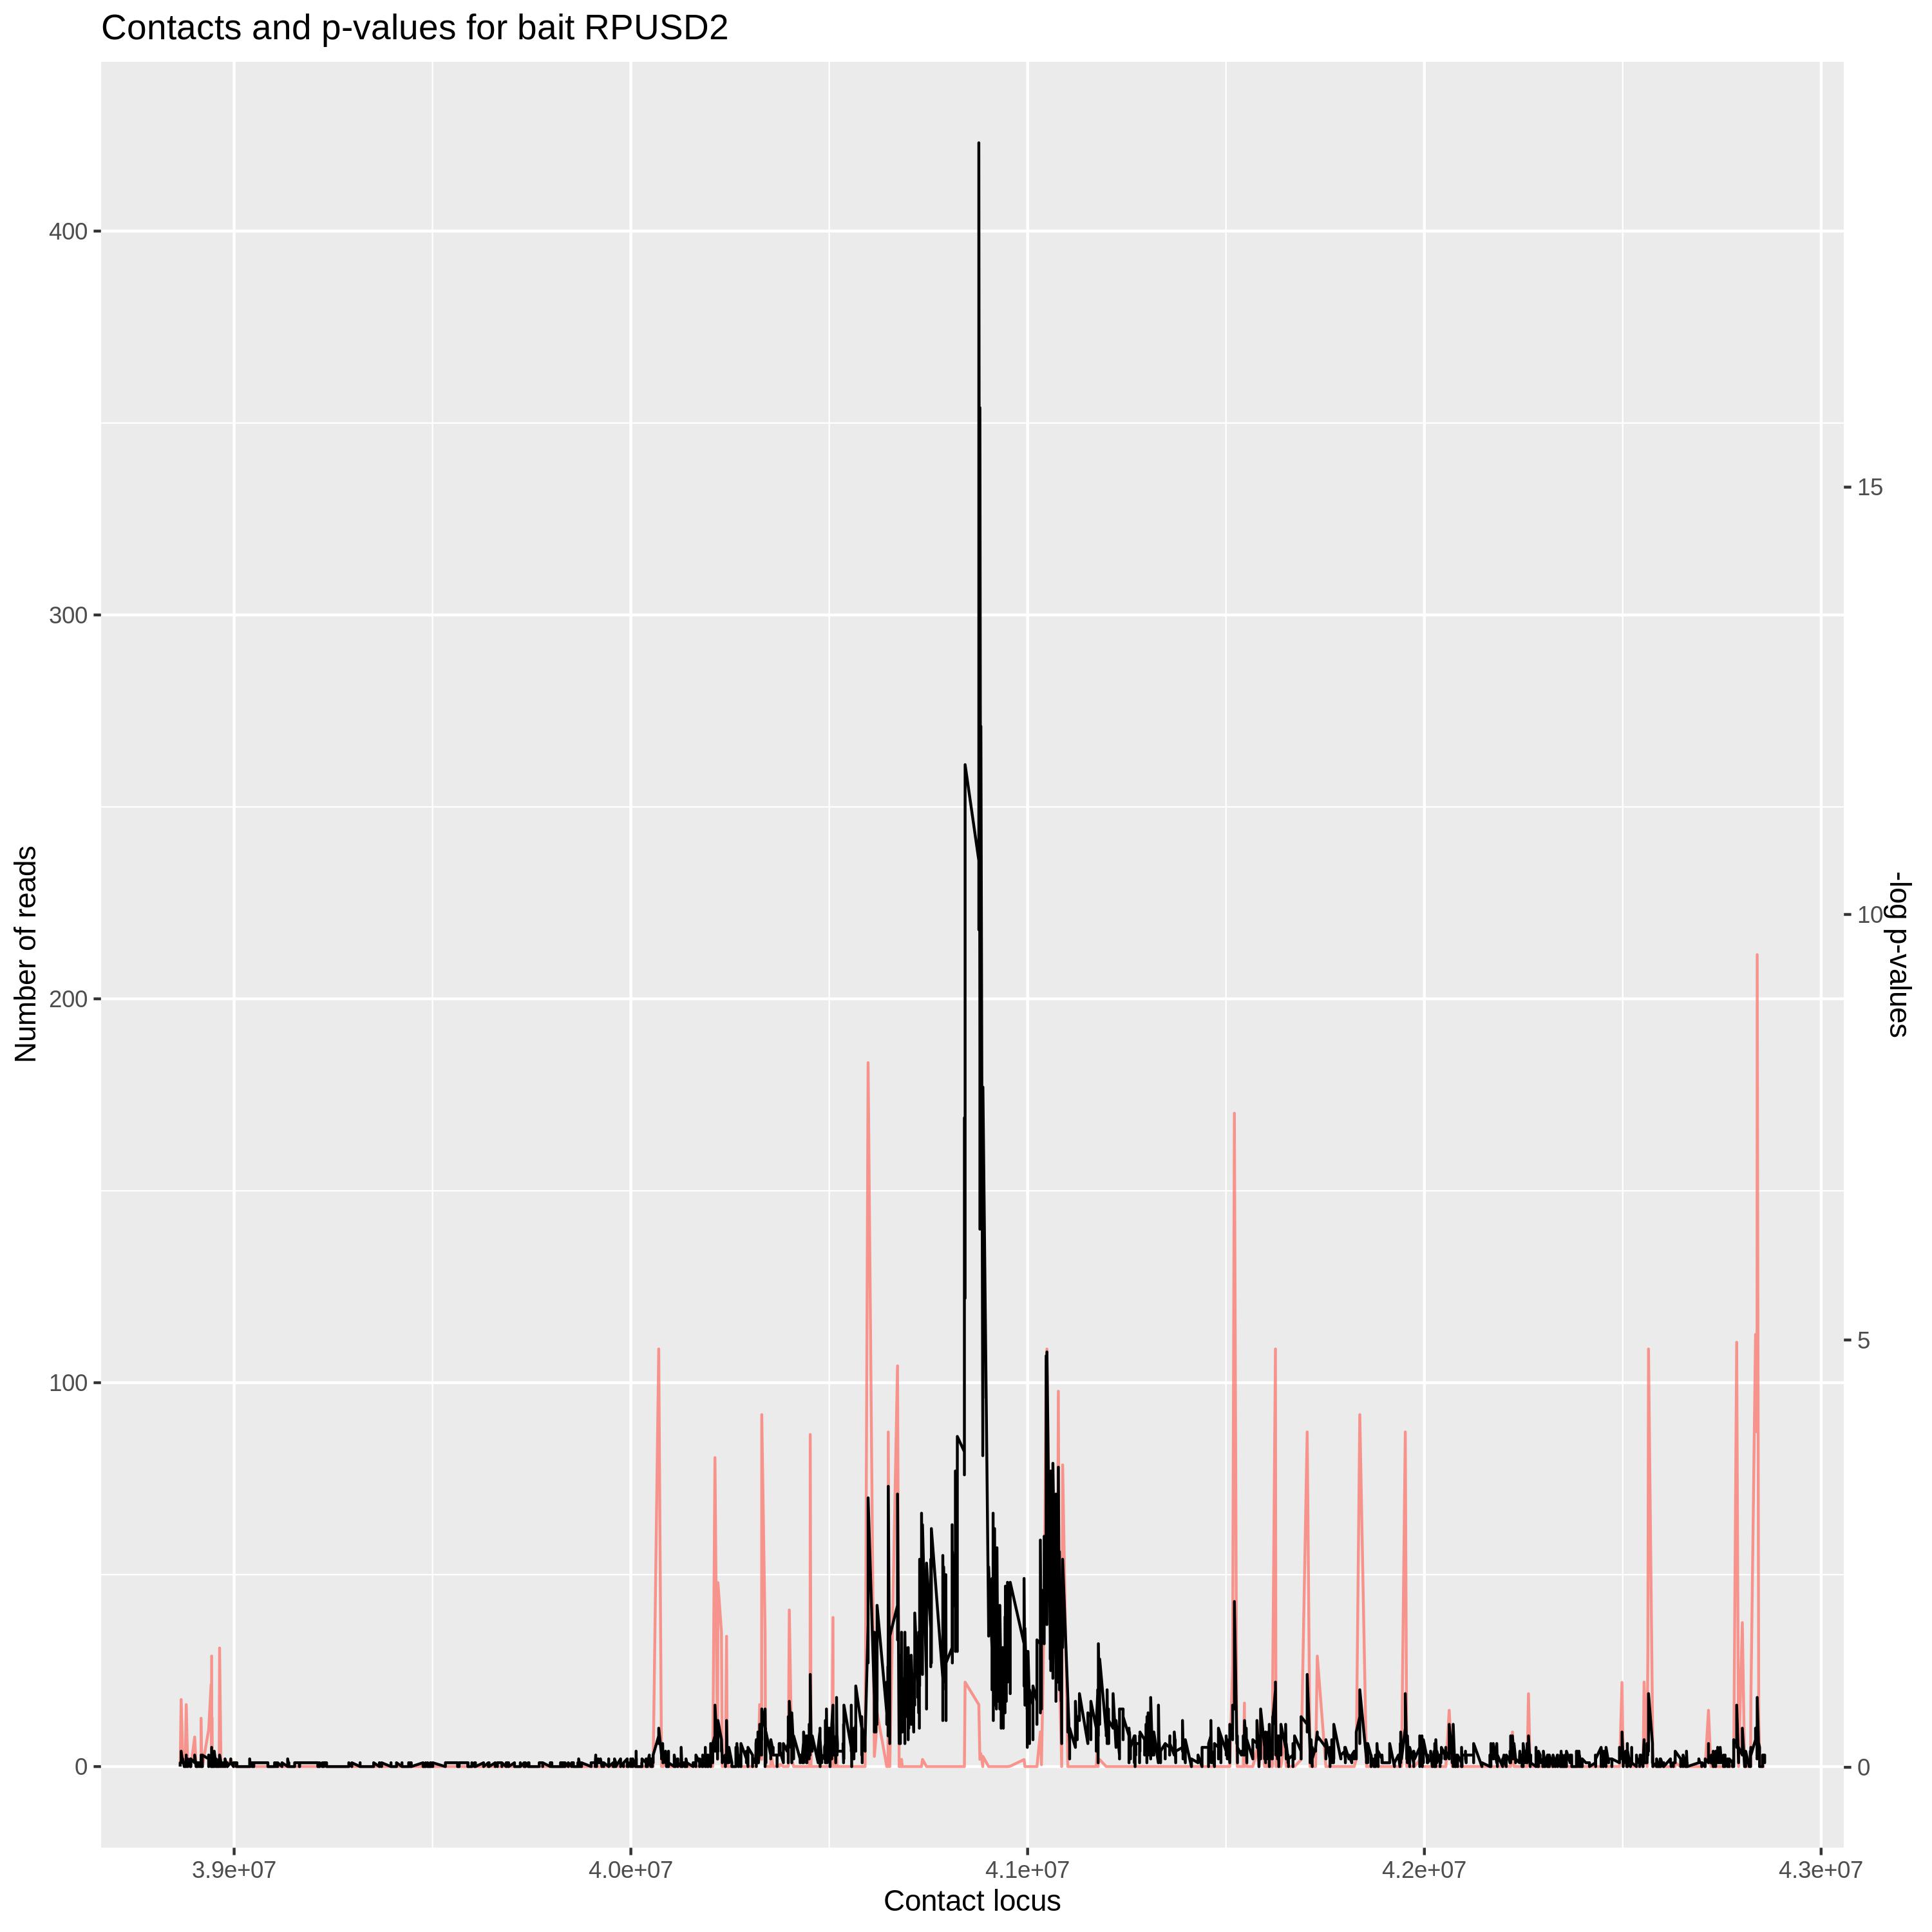 Contacts and p-values for bait RPUSD2
400
300
200
100
0
Number of reads
15
10
5
0
-log p-values
3.9e+07
4.0e+07
4.1e+07
4.2e+07
4.3e+07
Contact locus